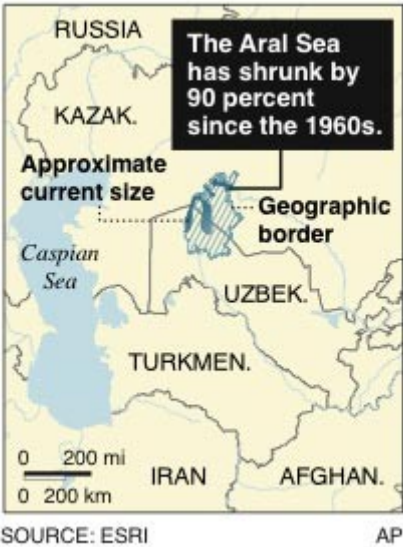 RUSSIA
The Aral Sea
has shrunk by
90 percent
since the 1960s.
KAZAK.
Approximate
current size
Geographic
border
Caspian
Sea
UZBEK.
TURKMEN.
0 200 mi
0 200 km
IRAN
AFGHAN.
SOURCE: ESRI
AP